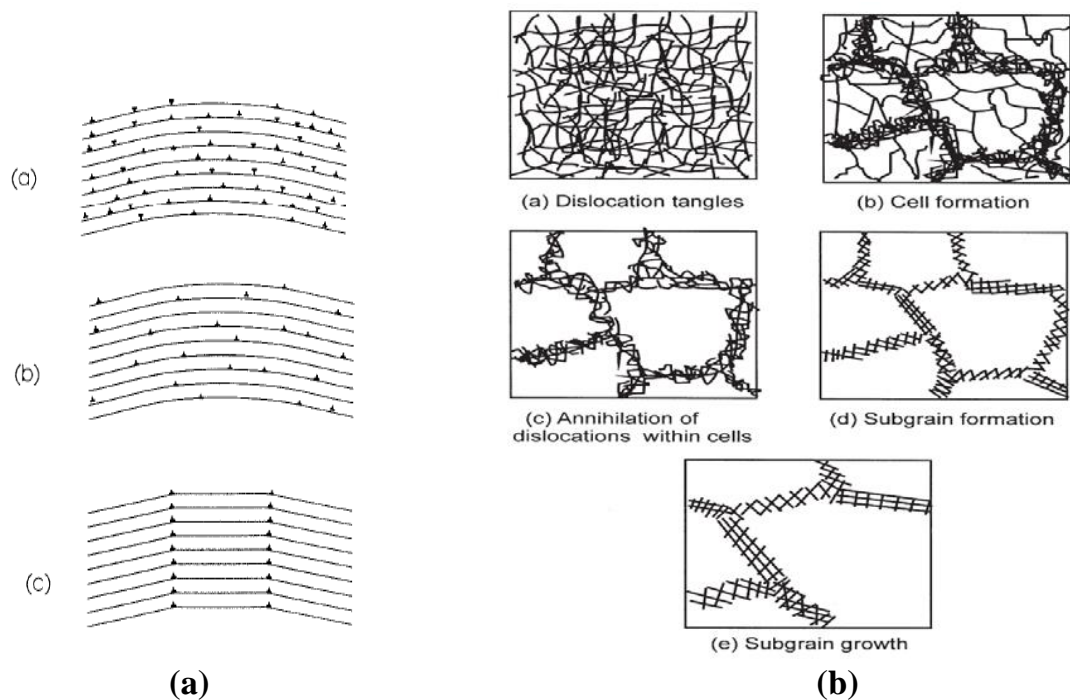 (a)
(b)
(c)
(a) Dislocation tangles
(b) Cell formation
(c) Annihilation of
dislocations within cells
(d) Subgrain formation
(e) Subgrain growth
(a)
(b)